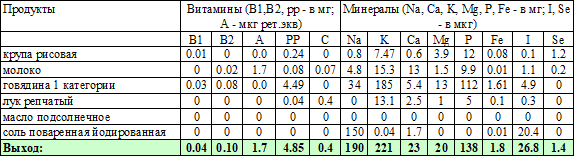 Продукты Витамины (B1,B2, pp - в мг; Минералы (Na, Ca, K, Mg, P, Fe - в мг; I, Se
А - мкг рет.экв) - в мкг)
B1 B2 A PP C Na K Ca Mg P Fe I Se
крупа рисовая 0.01 0 0.0 0.24 0 0.8 7.47 0.6 3.9 12 0.08 0.1 1.2
молоко 0 0.02 1.7 0.08 0.07 4.8 15.3 13 1.5 9.9 0.01 1.1 0.2
говядина 1 категории 0.03 0.08 0.0 4.49 0 34 185 5.4 13 112 1.61 4.9 0
лук репчатый 0 0 0 0.04 0.4 0 13.1 2.5 1 5 0.1 0.3 0
масло подсолнечное 0 0 0 0 0 0 0 0 0 0 0 0 0
соль поваренная йодированная 0 0 0 0 0 150 0.04 1.7 0 0 0.01 20.4 0
Выход: 0.04 0.10 1.7 4.85 0.4 190 221 23 20 138 1.8 26.8 1.4